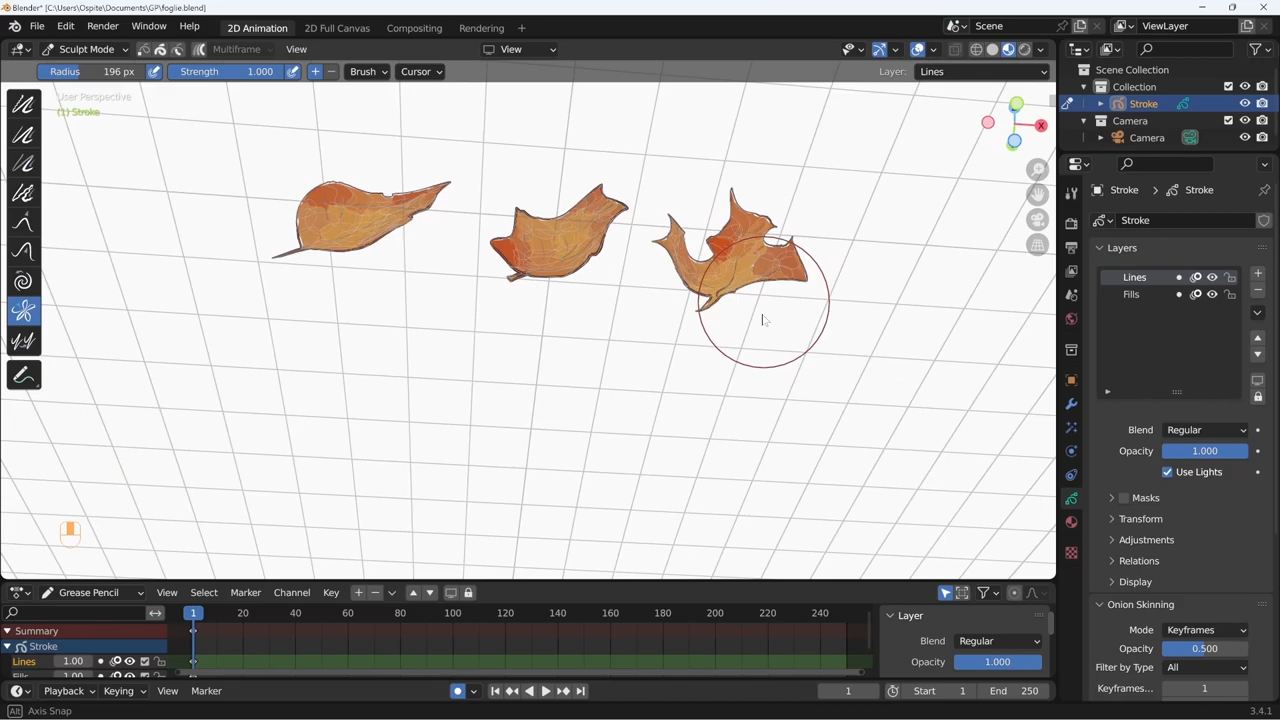 Blender* [C:\Users\Ospite\Documents\GP\foglie.blend]
File Edit Render Window Help 2D Animation 2D Full Canvas Compositing Rendering Scene ViewLayer
Sculpt Mode Multiframe View View
Radius 196 px Strength 1.000 Brush Cursor Layer: Lines
User Perspective
(1) Stroke
Scene Collection
Collection
Stroke
Camera
Camera
Stroke > Stroke
Stroke
Layers
Lines
Fills
Blend Regular
Opacity 1.000
Use Lights
Masks
Transform
Adjustments
Relations
Display
Onion Skinning
Mode Keyframes
Opacity 0.500
Filter by Type All
Keyframes... 1
Grease Pencil View Select Marker Channel Key
1 20 40 60 80 100 120 140 160 180 200 220 240
Summary
Stroke
Lines 1.00
Layer
Blend Regular
Opacity 1.000
Playback Keying View Marker 1 Start 1 End 250
Alt Axis Snap 3.4.1